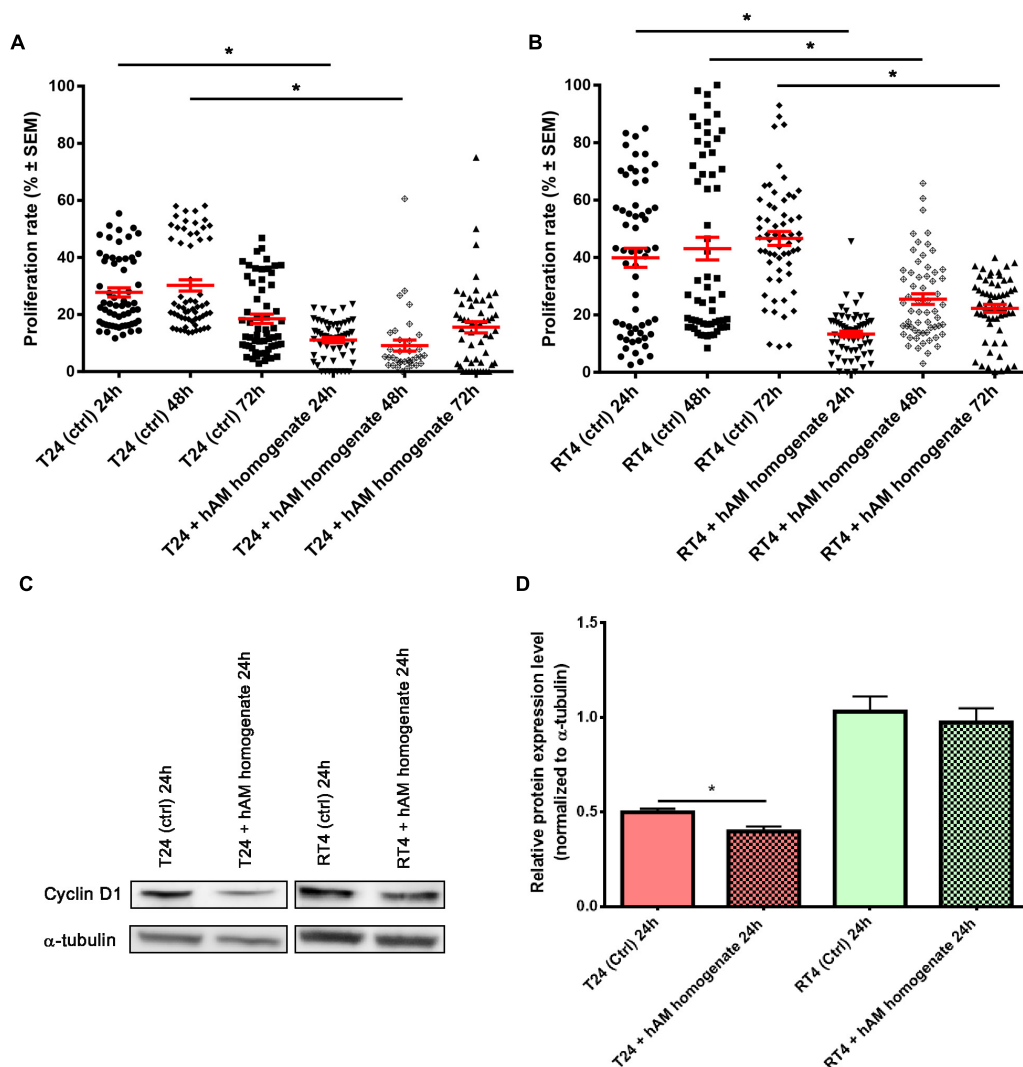 A
*
*
Proliferation rate (% ± SEM)
100
80
60
40
20
0
T24 (ctrl) 24h
T24 (ctrl) 48h
T24 (ctrl) 72h
T24 + hAM homogenate 24h
T24 + hAM homogenate 48h
T24 + hAM homogenate 72h
B
*
*
*
Proliferation rate (% ± SEM)
100
80
60
40
20
0
RT4 (ctrl) 24h
RT4 (ctrl) 48h
RT4 (ctrl) 72h
RT4 + hAM homogenate 24h
RT4 + hAM homogenate 48h
RT4 + hAM homogenate 72h
C
T24 (ctrl) 24h
T24 + hAM homogenate 24h
RT4 (ctrl) 24h
RT4 + hAM homogenate 24h
Cyclin D1
α-tubulin
D
Relative protein expression level
(normalized to α-tubulin)
1.5
1.0
0.5
0.0
*
T24 (Ctrl) 24h
T24 + hAM homogenate 24h
RT4 (Ctrl) 24h
RT4 + hAM homogenate 24h